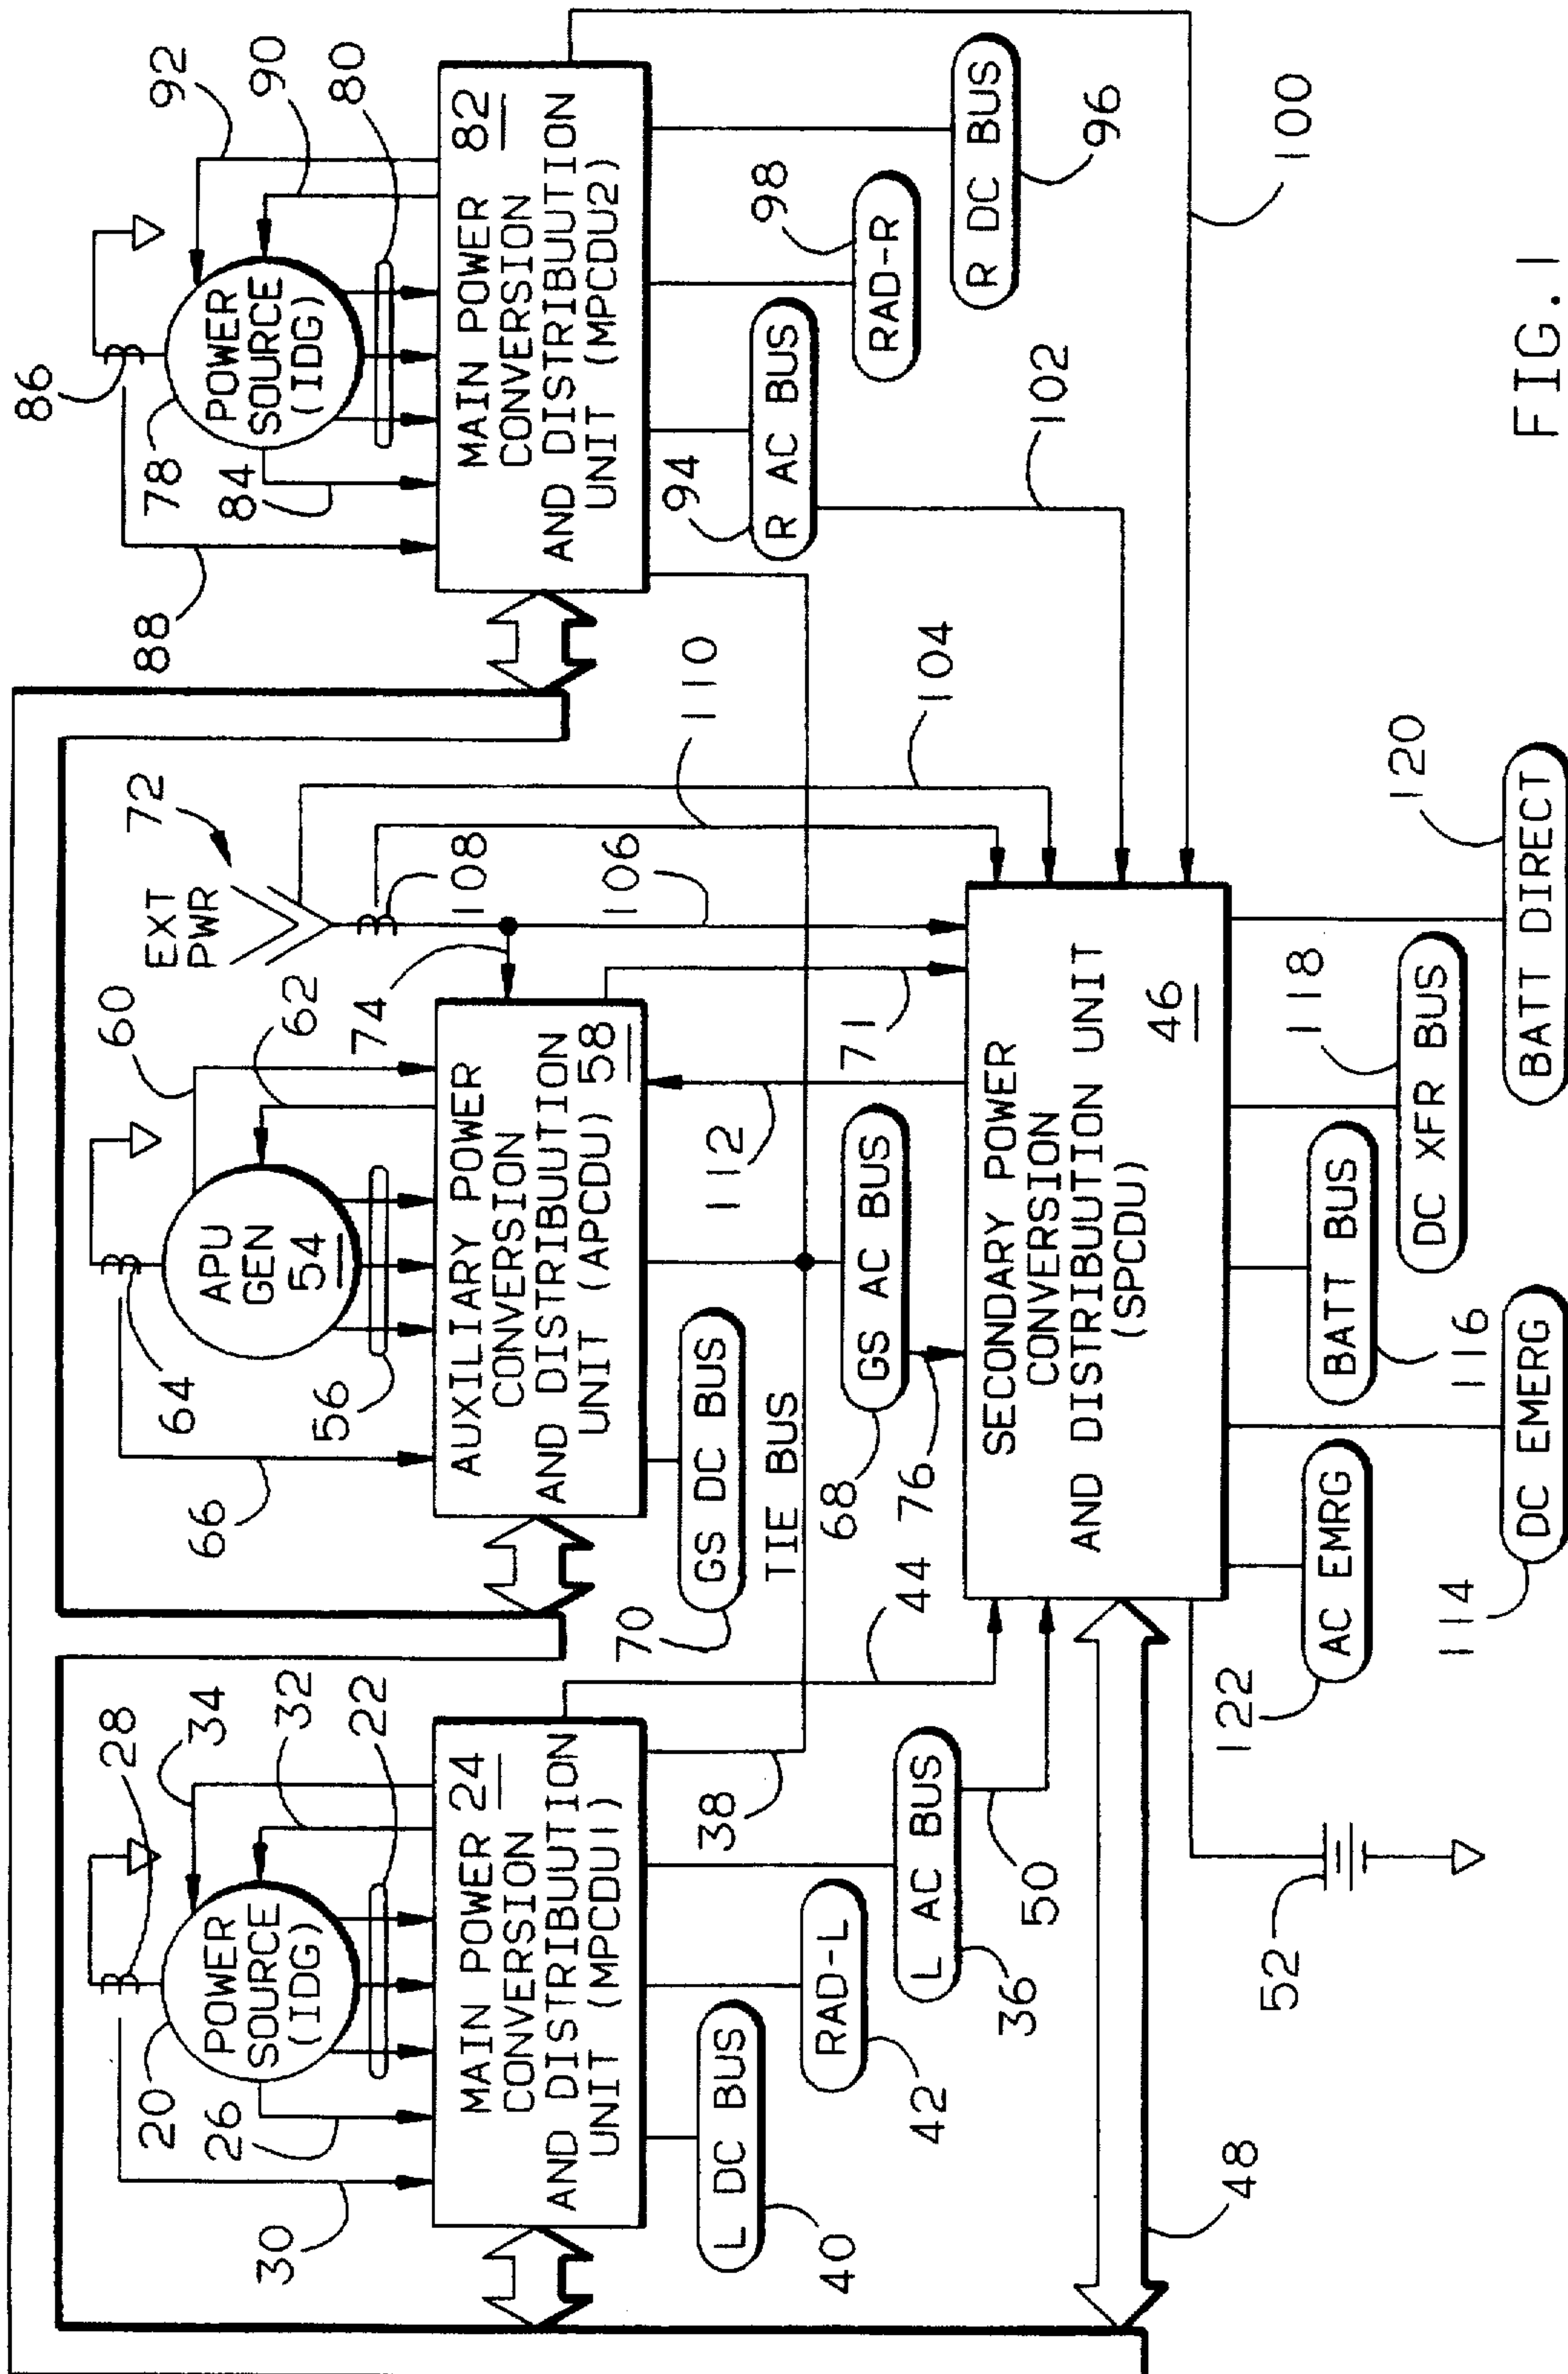 86
92
90
80
78
84
88
POWER
SOURCE
(IDG)
MAIN POWER 82
CONVERSION
AND DISTRIBUUTION
UNIT (MPCDU2)
94
R AC BUS
98
RAD-R
R DC BUS
96
100
102
104
110
72
EXT
PWR
108
106
74
71
60
62
64
66
56
APU
GEN
54
AUXILIARY POWER
CONVERSION
AND DISTRIBUUTION
UNIT (APCDU) 58
112
GS AC BUS
68
76
GS DC BUS
70
TIE BUS
28
34
32
22
20
26
30
POWER
SOURCE
(IDG)
MAIN POWER 24
CONVERSION
AND DISTRIBUUTION
UNIT (MPCDU1)
38
44
L AC BUS
36
50
RAD-L
42
L DC BUS
40
SECONDARY POWER
CONVERSION
AND DISTRIBUUTION UNIT
(SPCDU) 46
48
52
AC EMRG
122
DC EMERG
114
BATT BUS
116
DC XFR BUS
118
BATT DIRECT
120
FIG. 1